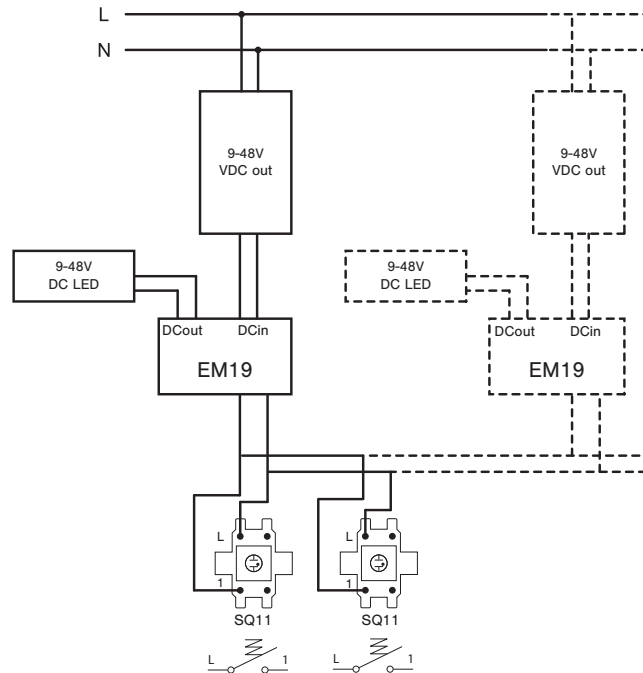 L
N
9-48V
VDC out
9-48V
VDC out
9-48V
DC LED
9-48V
DC LED
DCout
DCin
EM19
DCout
DCin
EM19
L
1
SQ11
L
1
SQ11
L
1
L
1